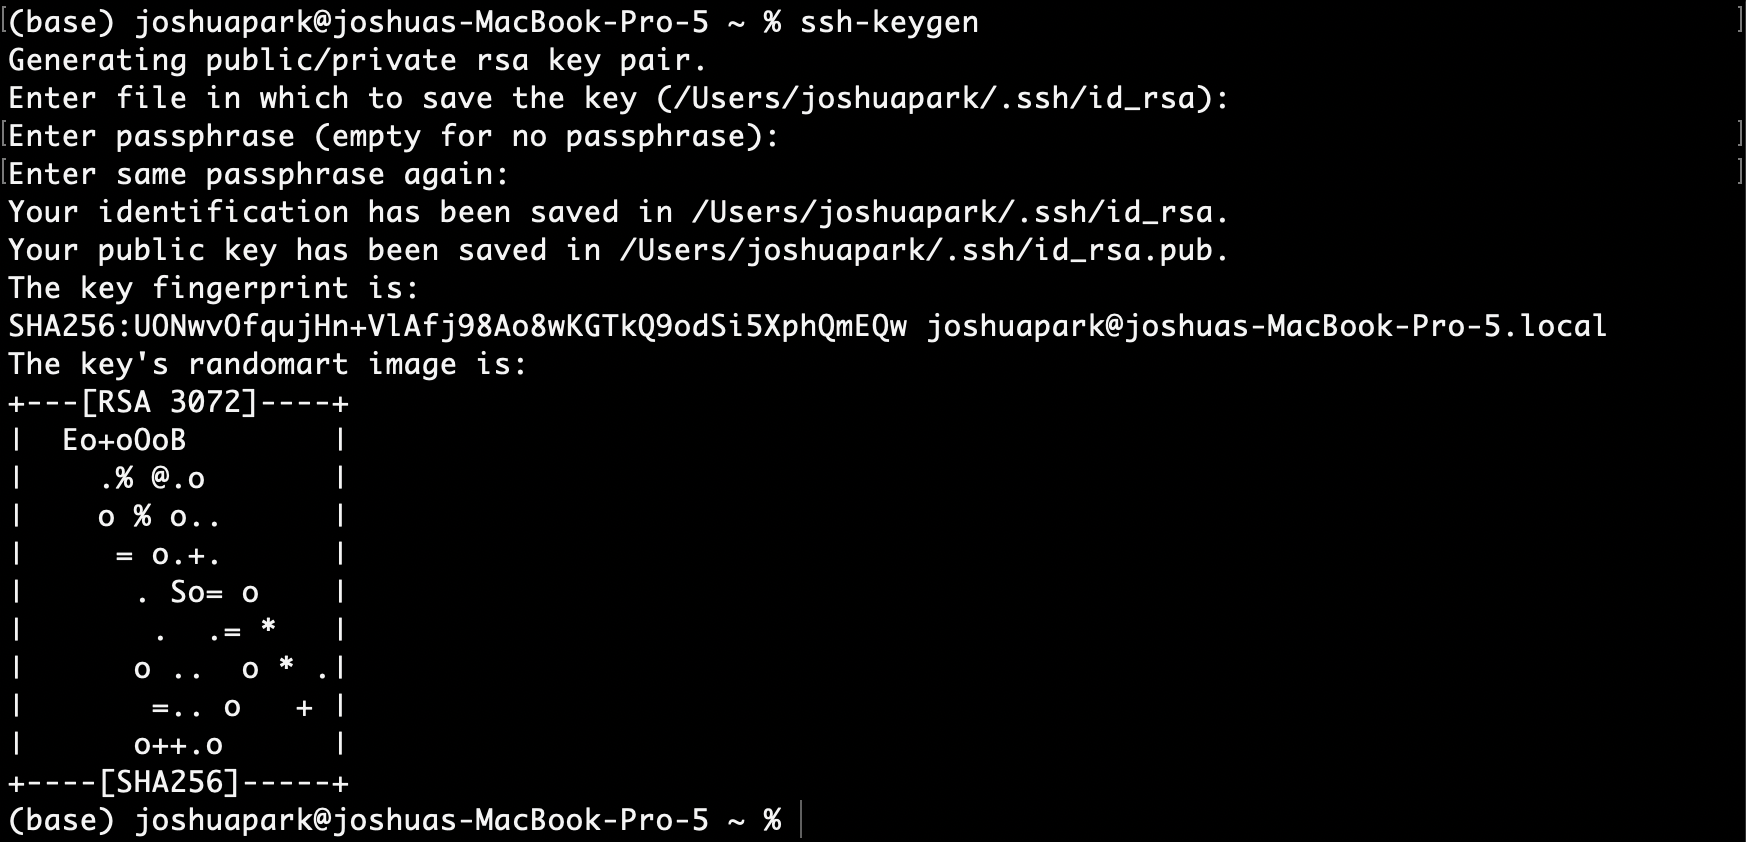 (base) joshuapark@joshuas-MacBook-Pro-5 ~ % ssh-keygen
Generating public/private rsa key pair.
Enter file in which to save the key (/Users/joshuapark/.ssh/id_rsa):
Enter passphrase (empty for no passphrase):
Enter same passphrase again:
Your identification has been saved in /Users/joshuapark/.ssh/id_rsa.
Your public key has been saved in /Users/joshuapark/.ssh/id_rsa.pub.
The key fingerprint is:
SHA256:UONwvOfqujHn+VlAfj98Ao8wKGTkQ9odSi5XphQmEQw joshuapark@joshuas-MacBook-Pro-5.local
The key's randomart image is:
+---[RSA 3072]----+
|  Eo+oOoB        |
|    .% @.o       |
|    o % o..      |
|     = o.+.      |
|      . So= o    |
|       .  .= *   |
|      o ..  o * .|
|       =.. o   + |
|      o++.o      |
+----[SHA256]-----+
(base) joshuapark@joshuas-MacBook-Pro-5 ~ %